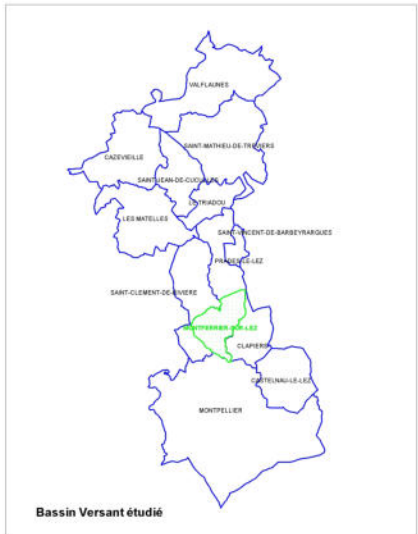 VALFLAUNES
SAINT-MATHIEU-DE-TREVIERS
CAZEVIEILLE
SAINT-JEAN-DE-CUCULLES
LE TRIADOU
LES MATELLES
SAINT-VINCENT-DE-BARBEYRARGUES
PRADES-LE-LEZ
SAINT-CLEMENT-DE-RIVIERE
MONTFERRIER-SUR-LEZ
CLAPIERS
CASTELNAU-LE-LEZ
MONTPELLIER
Bassin Versant étudié